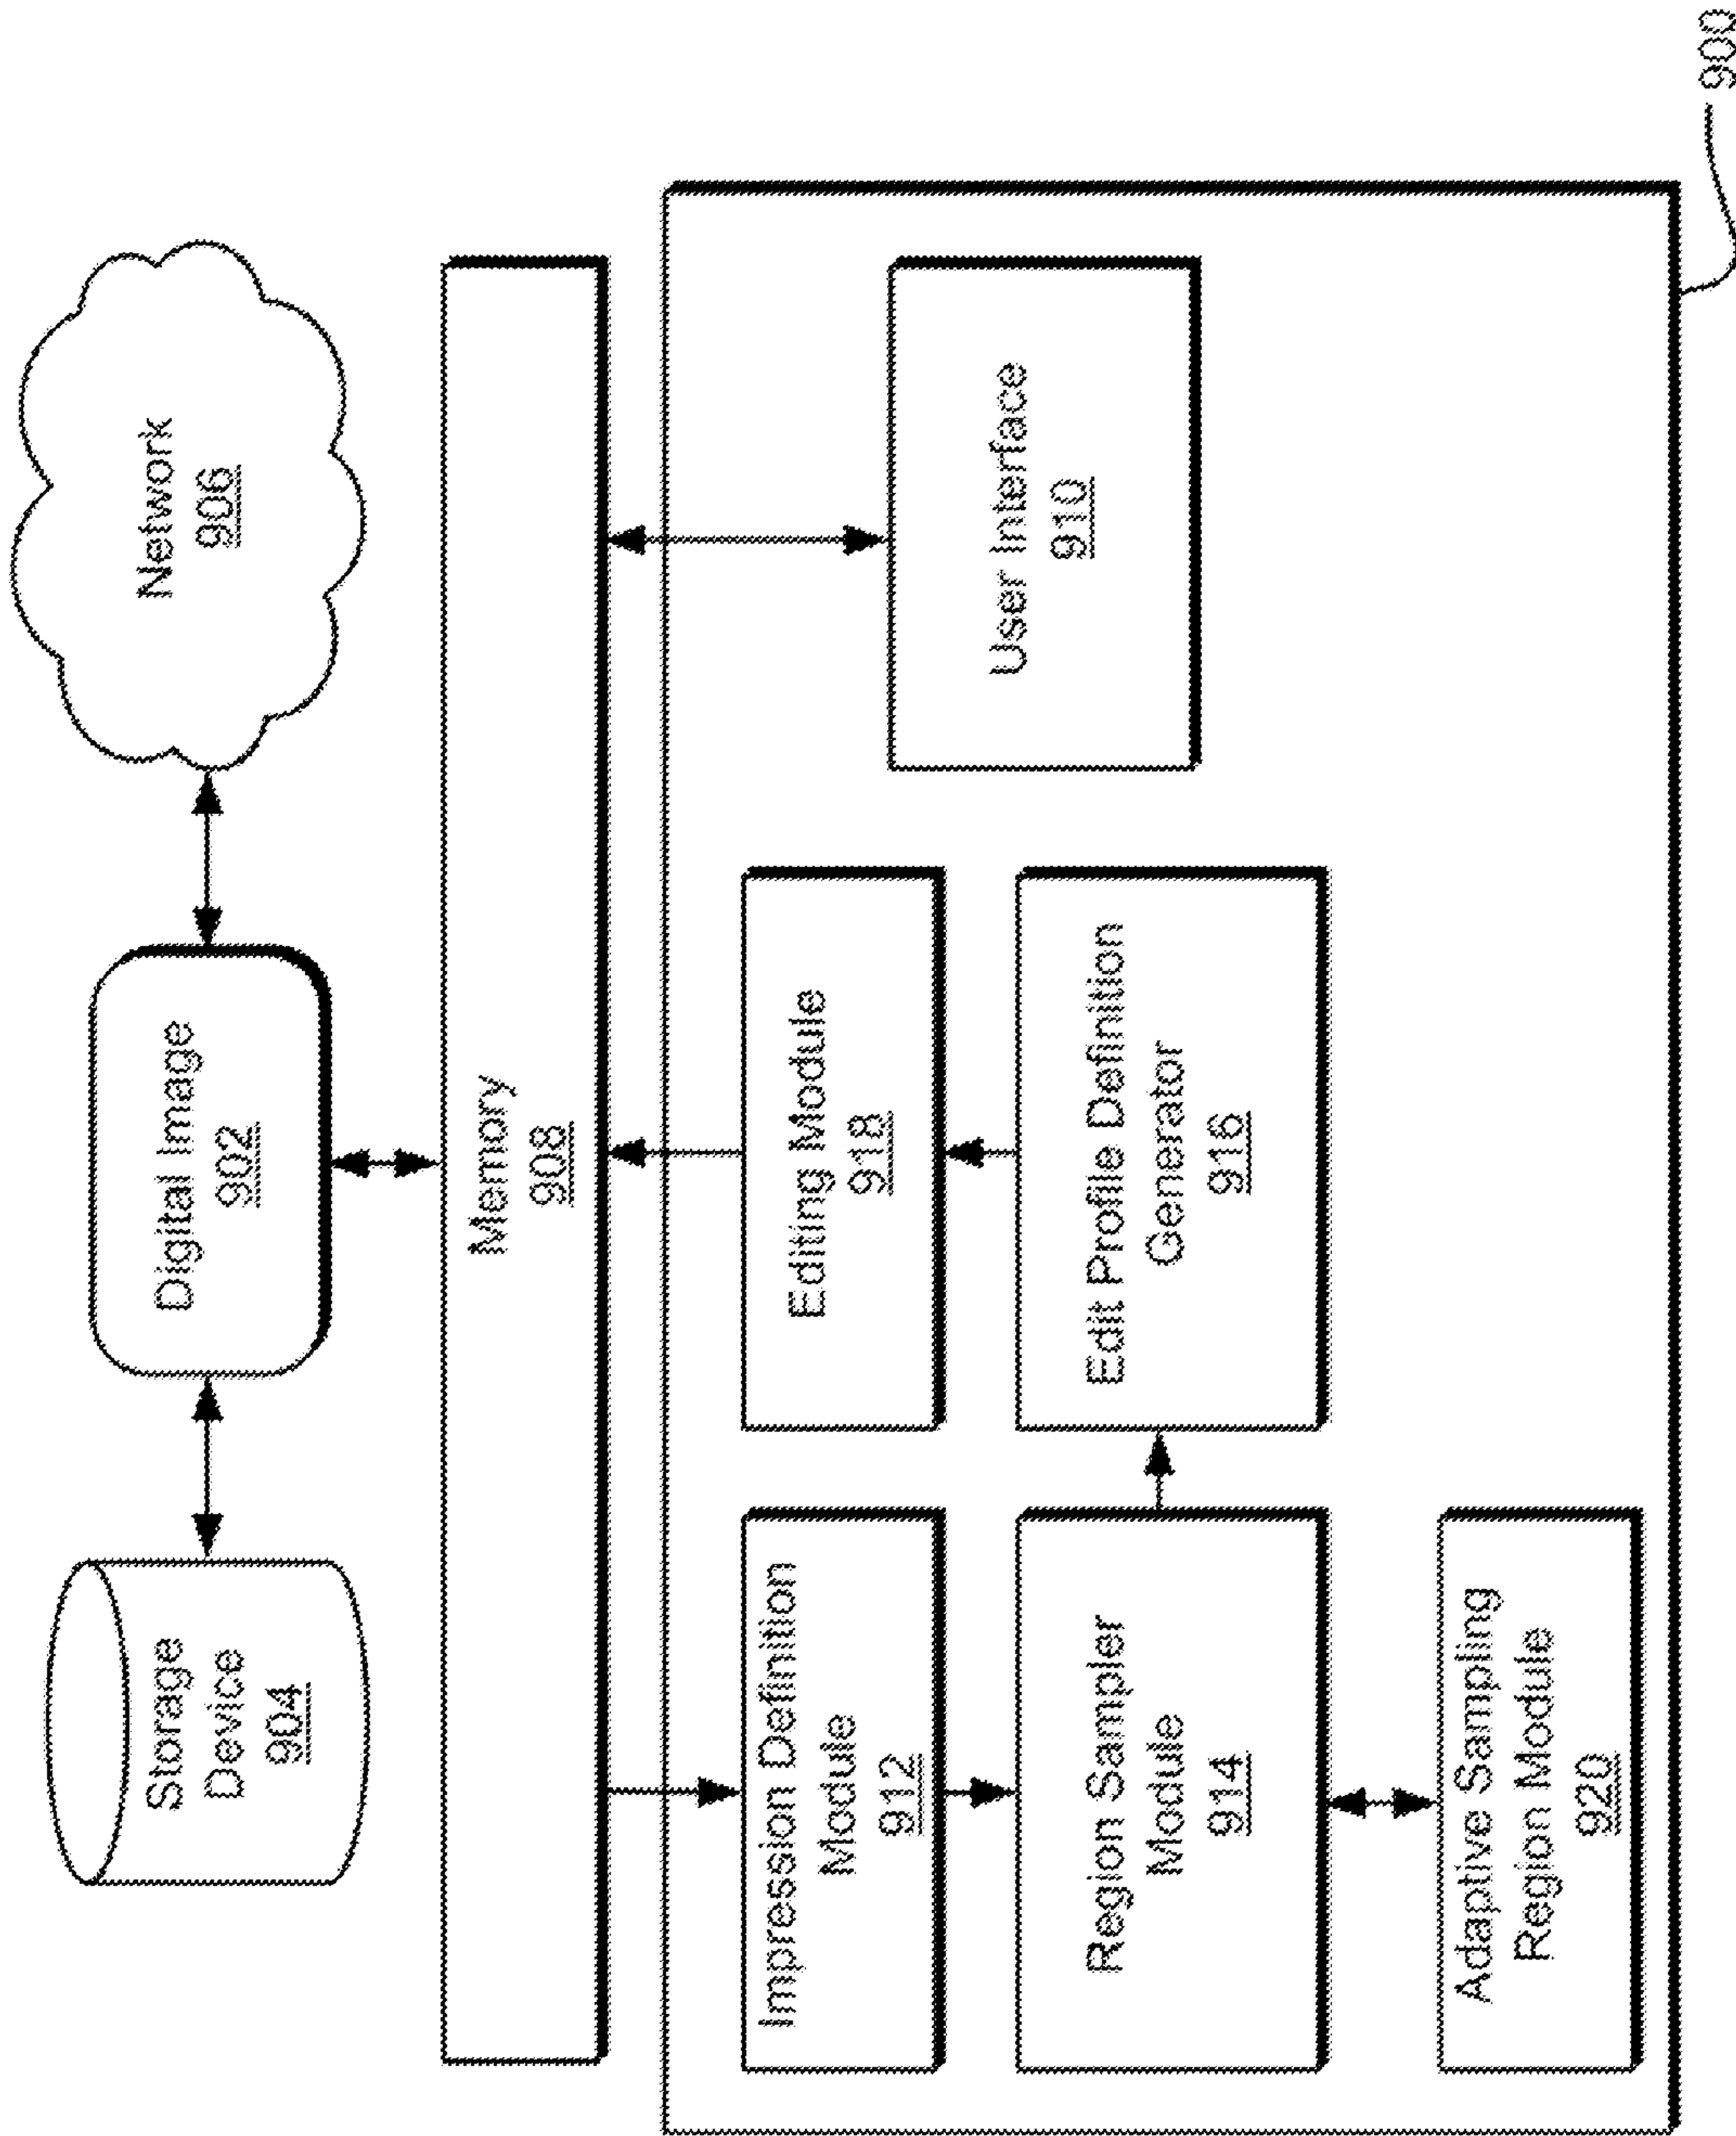 Storage
Device
904
Digital Image
902
Network
906
Memory
908
Impression Definition
Module
912
Editing Module
918
User Interface
910
Region Sampler
Module
914
Edit Profile Definition
Generator
916
Adaptive Sampling
Region Module
920
900